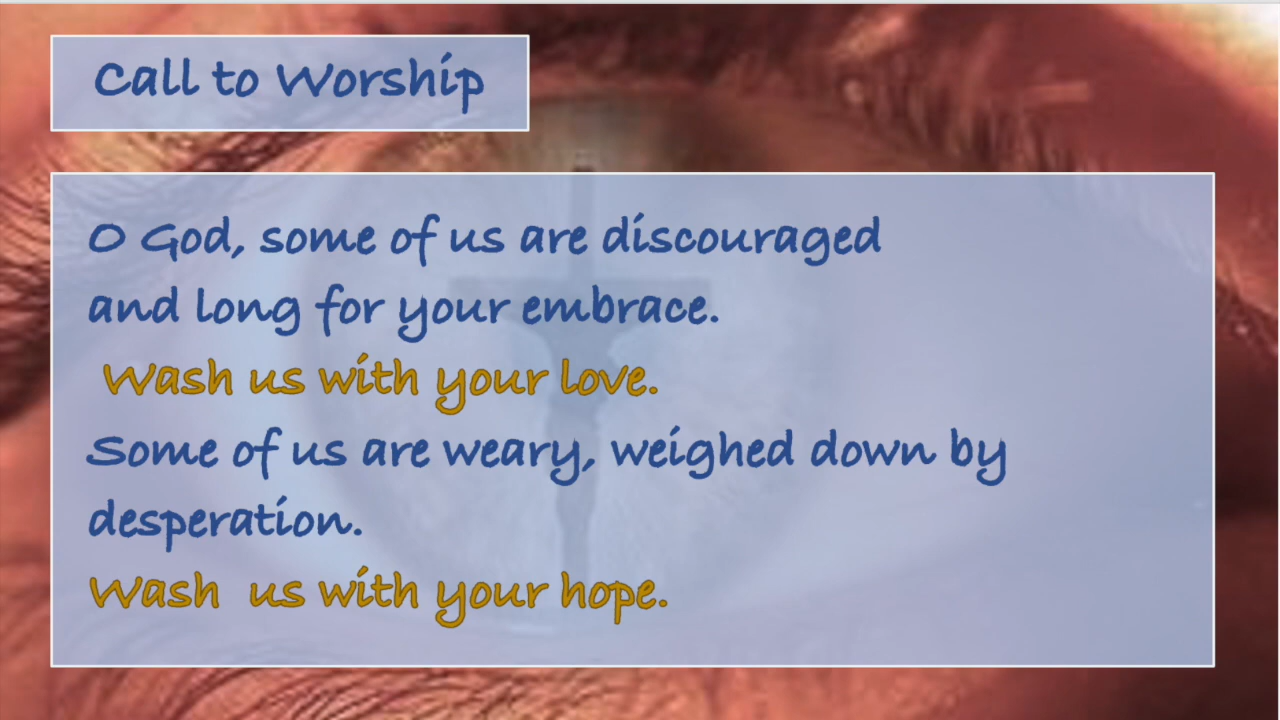 Call to Worship
O God, some of us are discouraged
and long for your embrace.
Wash us with your love.
Some of us are weary, weighed down by
desperation.
Wash us with your hope.